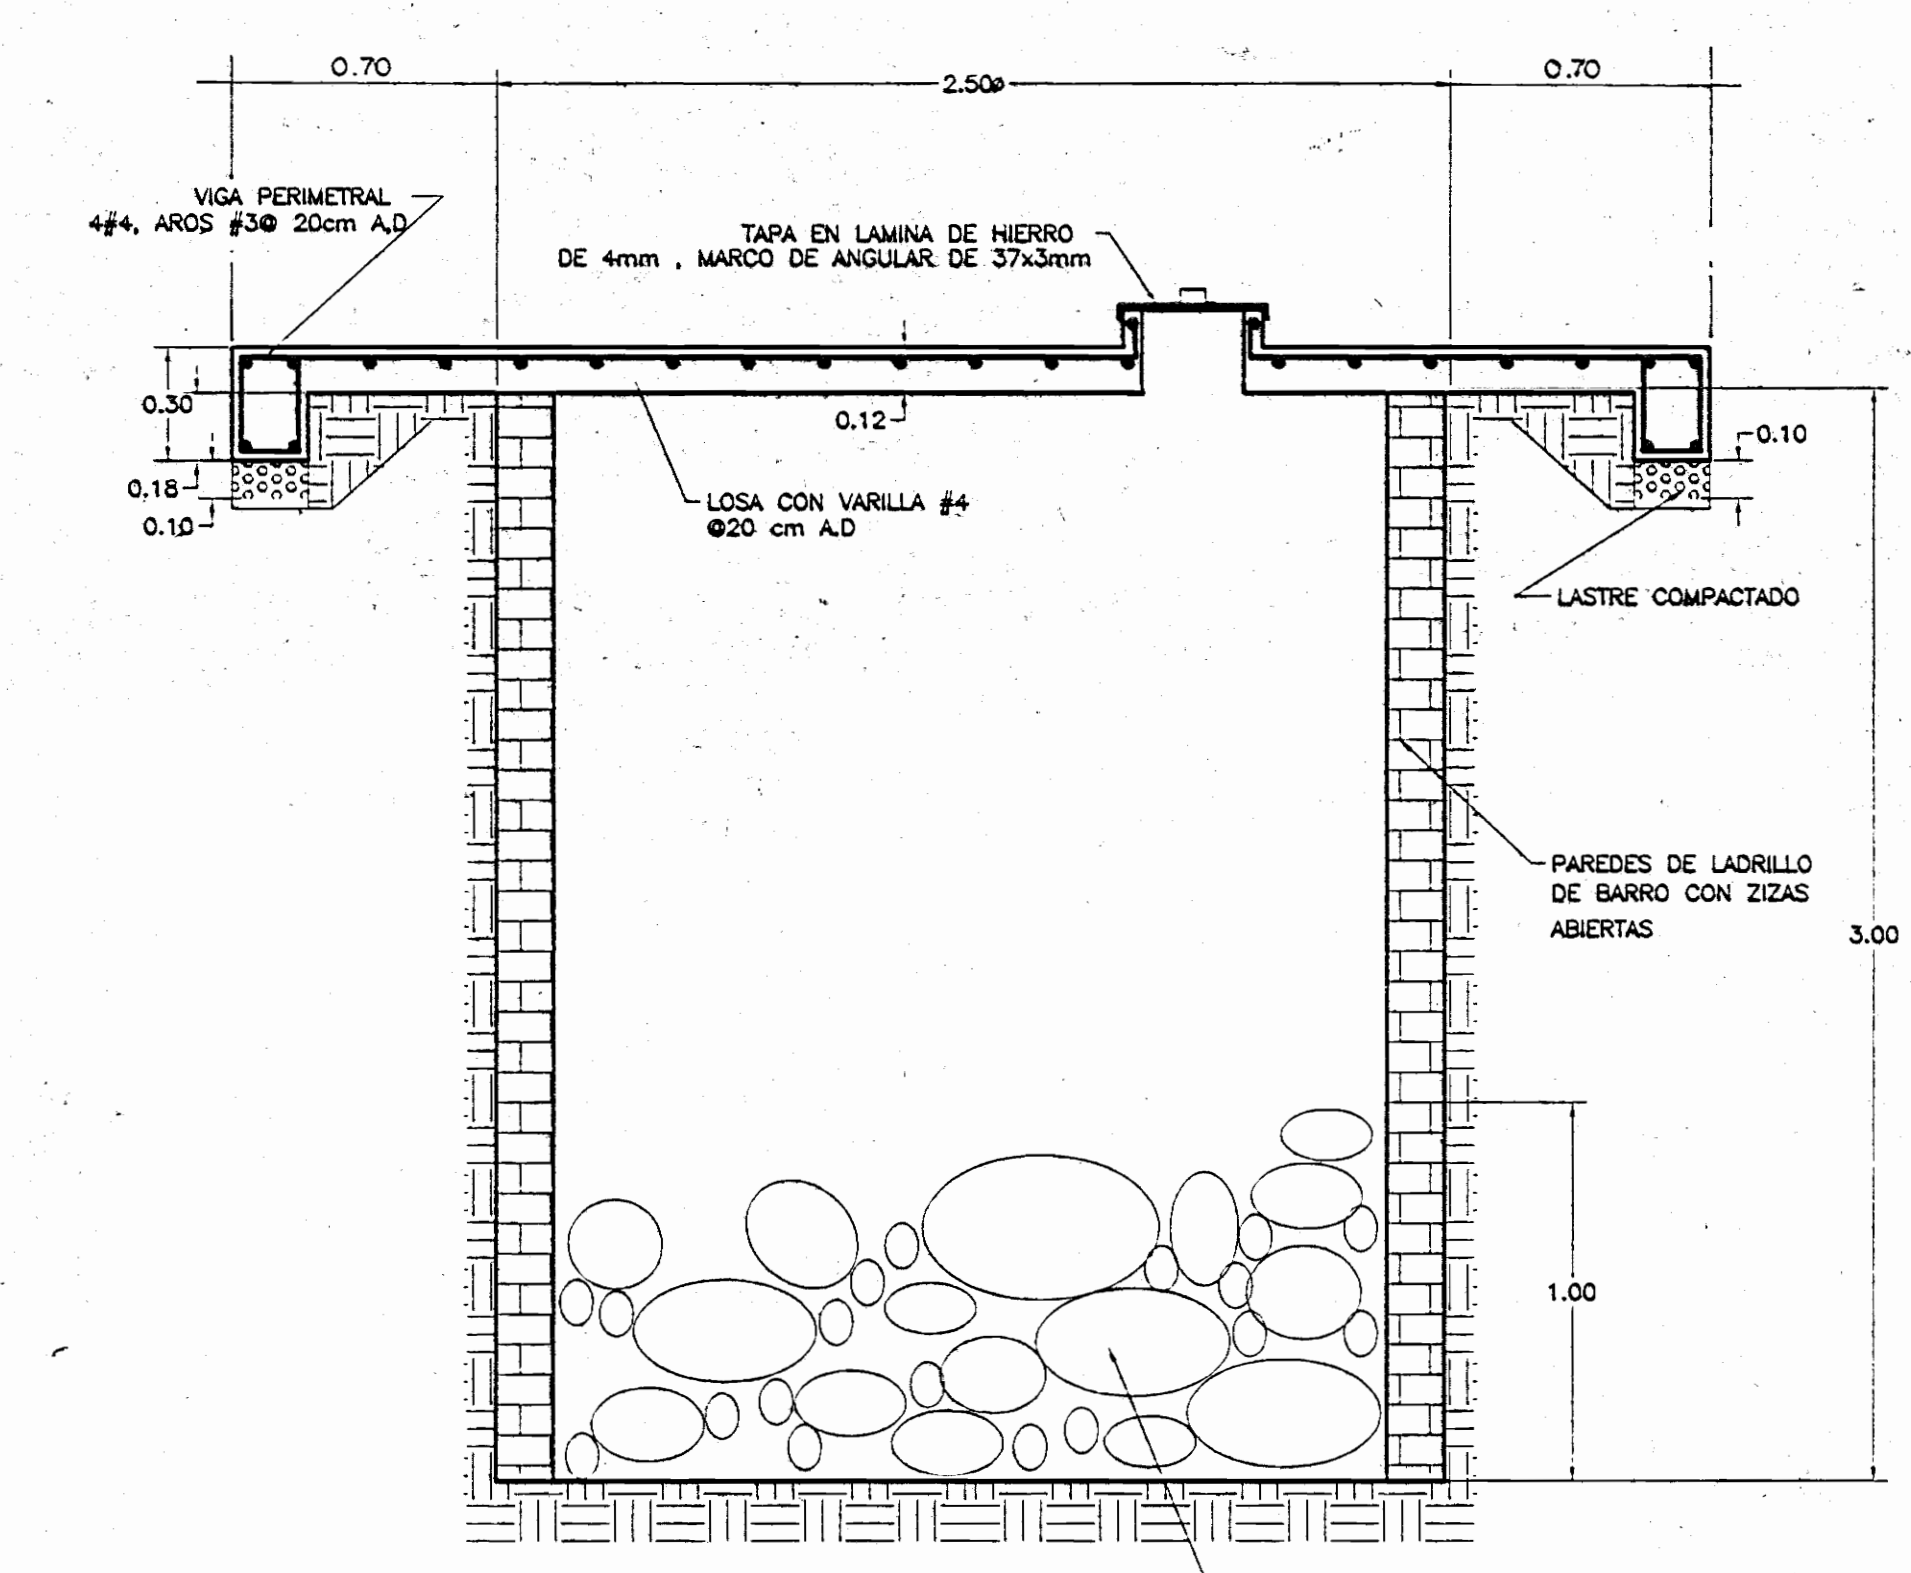 0.70
2.50ø
0.70
VIGA PERIMETRAL
4#4, AROS #3@ 20cm A.D
TAPA EN LAMINA DE HIERRO
DE 4mm , MARCO DE ANGULAR DE 37x3mm
0.30
0.12
0.10
0.18
0.10
LOSA CON VARILLA #4
@20 cm A.D
LASTRE COMPACTADO
PAREDES DE LADRILLO
DE BARRO CON ZIZAS
ABIERTAS
3.00
1.00